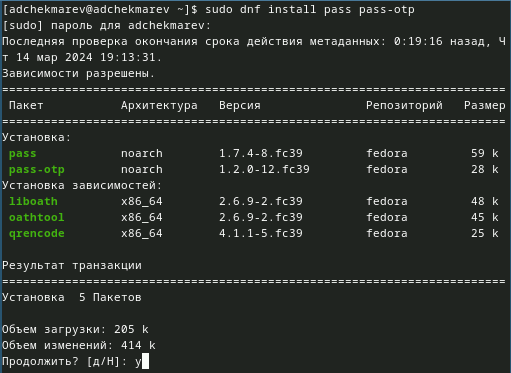 [adchekmarev@adchekmarev ~]$ sudo dnf install pass pass-otp
[sudo] пароль для adchekmarev:
Последняя проверка окончания срока действия метаданных: 0:19:16 назад, Ч
т 14 мар 2024 19:13:31.
Зависимости разрешены.
========================================================================
Пакет Архитектура Версия Репозиторий Размер
========================================================================
Установка:
pass noarch 1.7.4-8.fc39 fedora 59 k
pass-otp noarch 1.2.0-12.fc39 fedora 28 k
Установка зависимостей:
liboath x86_64 2.6.9-2.fc39 fedora 48 k
oathtool x86_64 2.6.9-2.fc39 fedora 45 k
qrencode x86_64 4.1.1-5.fc39 fedora 25 k
Результат транзакции
========================================================================
Установка 5 Пакетов
Объем загрузки: 205 k
Объем изменений: 414 k
Продолжить? [д/Н]: y